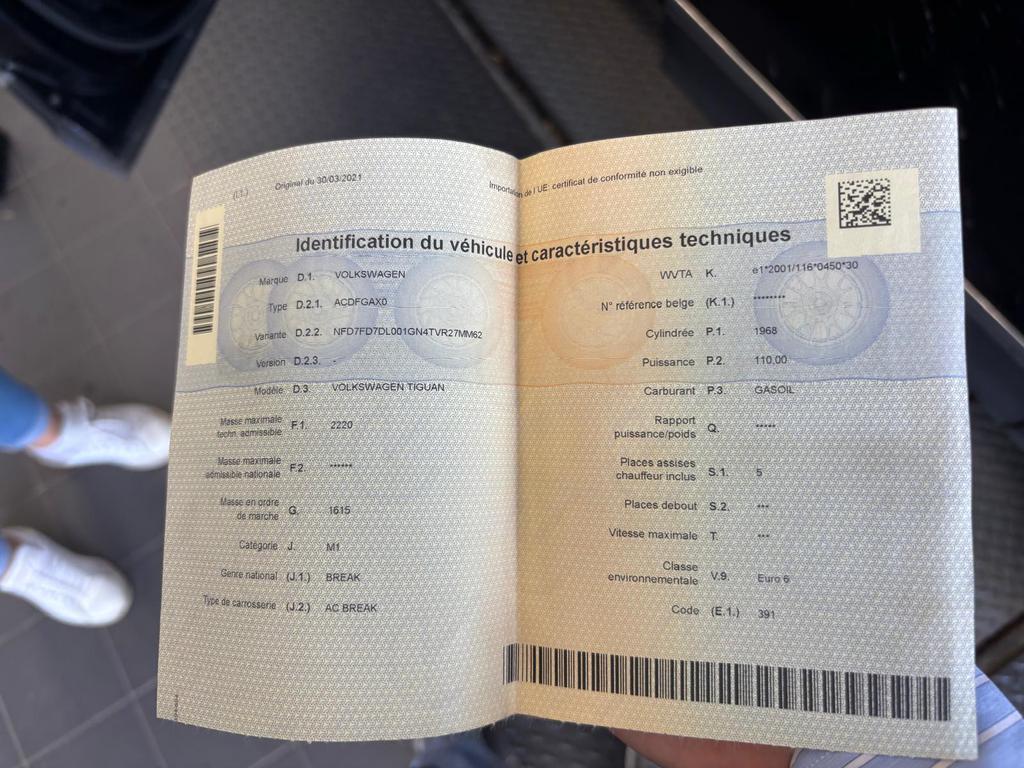 (I.1.) Original du 30/03/2021
Importation de l'UE: certificat de conformité non exigible
Identification du véhicule et caractéristiques techniques
Marque D.1. VOLKSWAGEN
Type D.2.1. ACDFGAX0
Variante D.2.2. NFD7FD7DL001GN4TVR27MM62
Version D.2.3. -
Modèle D.3. VOLKSWAGEN TIGUAN
Masse maximale
techn. admissible F.1. 2220
Masse maximale
admissible nationale F.2. ******
Masse en ordre
de marche G. 1615
Catégorie J. M1
Genre national (J.1.) BREAK
Type de carrosserie (J.2.) AC BREAK
WVTA K. e1*2001/116*0450*30
N° référence belge (K.1.) ********
Cylindrée P.1. 1968
Puissance P.2. 110,00
Carburant P.3. GASOIL
Rapport
puissance/poids Q. *****
Places assises
chauffeur inclus S.1. 5
Places debout S.2. ***
Vitesse maximale T. ***
Classe
environnementale V.9. Euro 6
Code (E.1.) 391